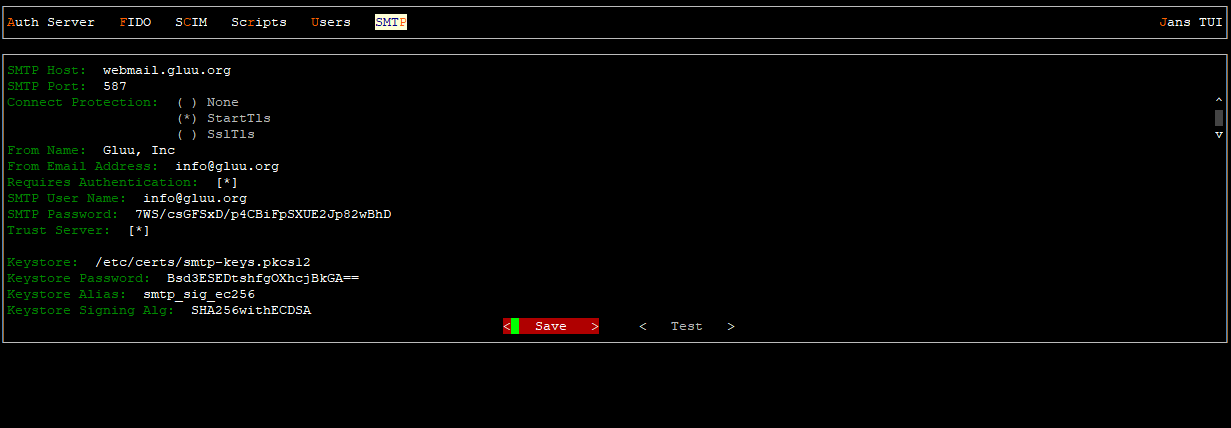 Auth Server FIDO SCIM Scripts Users SMTP Jans TUI
SMTP Host: webmail.gluu.org
SMTP Port: 587
Connect Protection: ( ) None
(*) StartTls
( ) SslTls
From Name: Gluu, Inc
From Email Address: info@gluu.org
Requires Authentication: [*]
SMTP User Name: info@gluu.org
SMTP Password: 7WS/csGFSxD/p4CBiFpSXUE2Jp82wBhD
Trust Server: [*]
Keystore: /etc/certs/smtp-keys.pkcs12
Keystore Password: Bsd3ESEDtshfgOXhcjBkGA==
Keystore Alias: smtp_sig_ec256
Keystore Signing Alg: SHA256withECDSA
< Save > < Test >